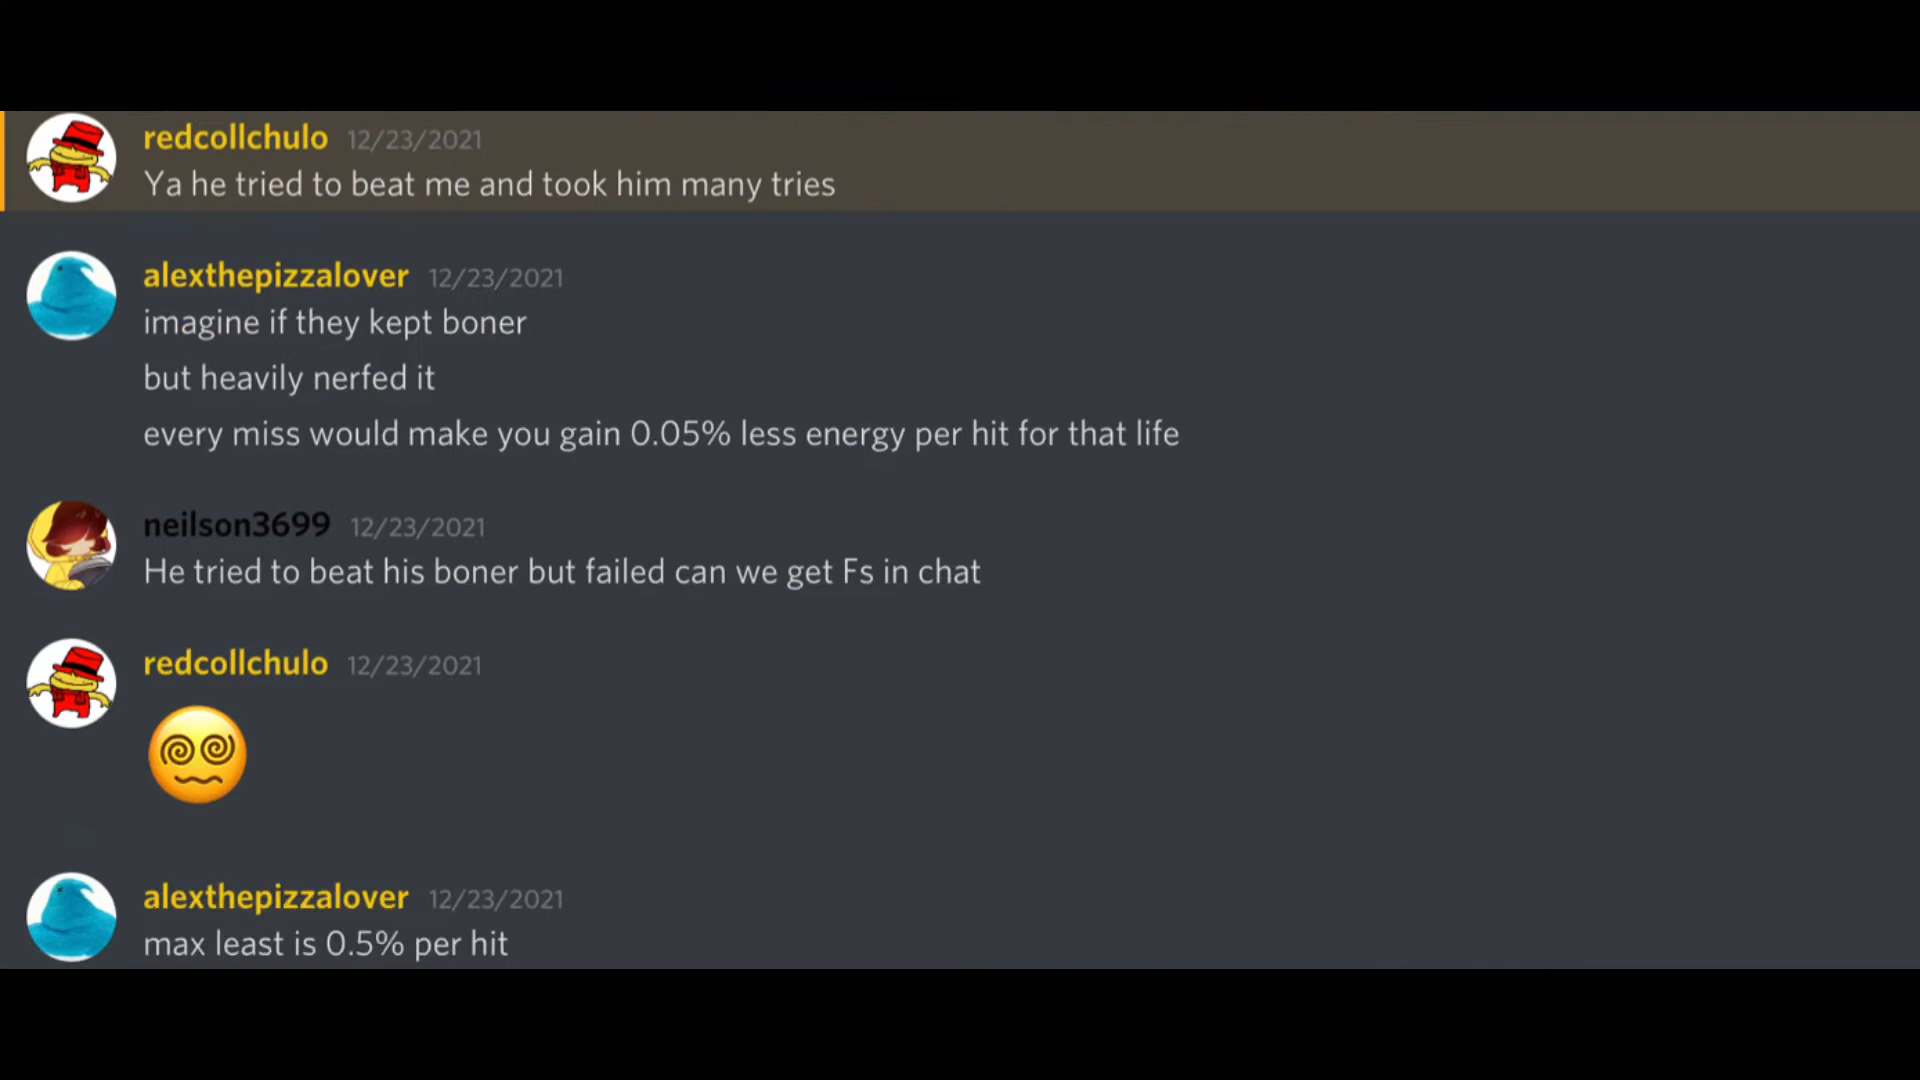 redcollchulo 12/23/2021
Ya he tried to beat me and took him many tries
alexthepizzalover 12/23/2021
imagine if they kept boner
but heavily nerfed it
every miss would make you gain 0.05% less energy per hit for that life
neilson3699 12/23/2021
He tried to beat his boner but failed can we get Fs in chat
redcollchulo 12/23/2021
alexthepizzalover 12/23/2021
max least is 0.5% per hit